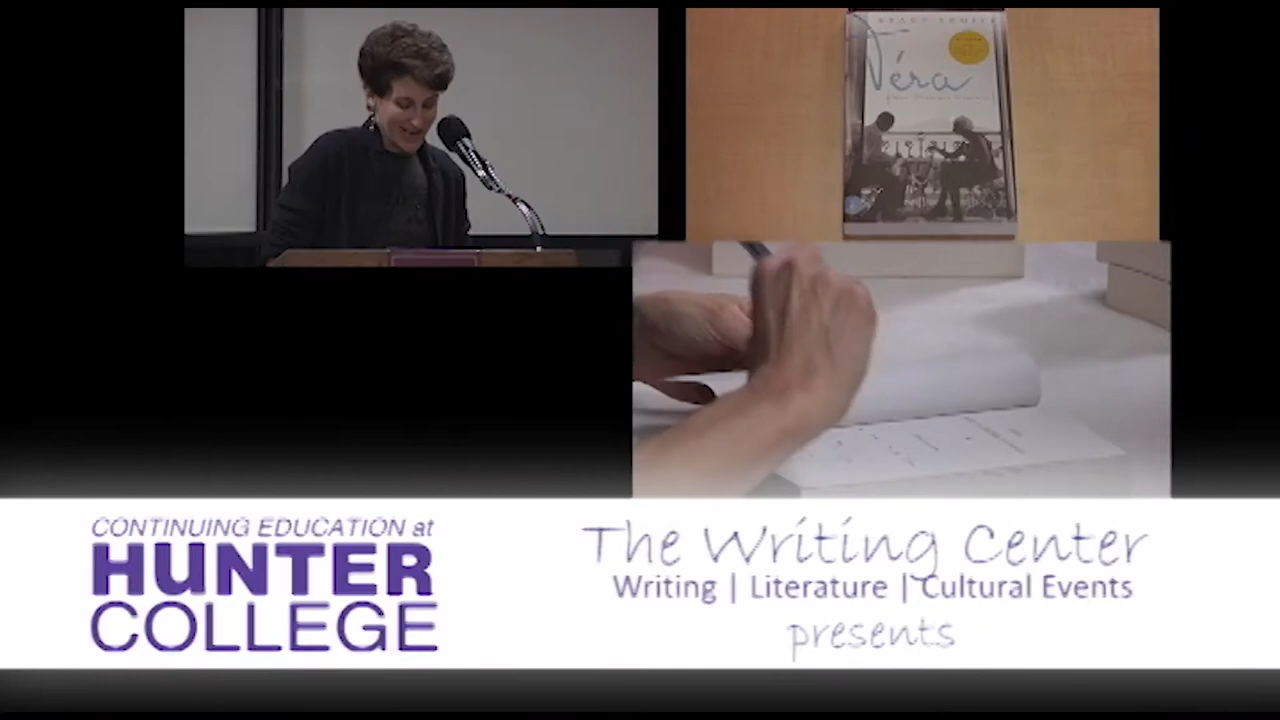 Véra
CONTINUING EDUCATION at
HUNTER
COLLEGE
The Writing Center
Writing | Literature | Cultural Events
presents